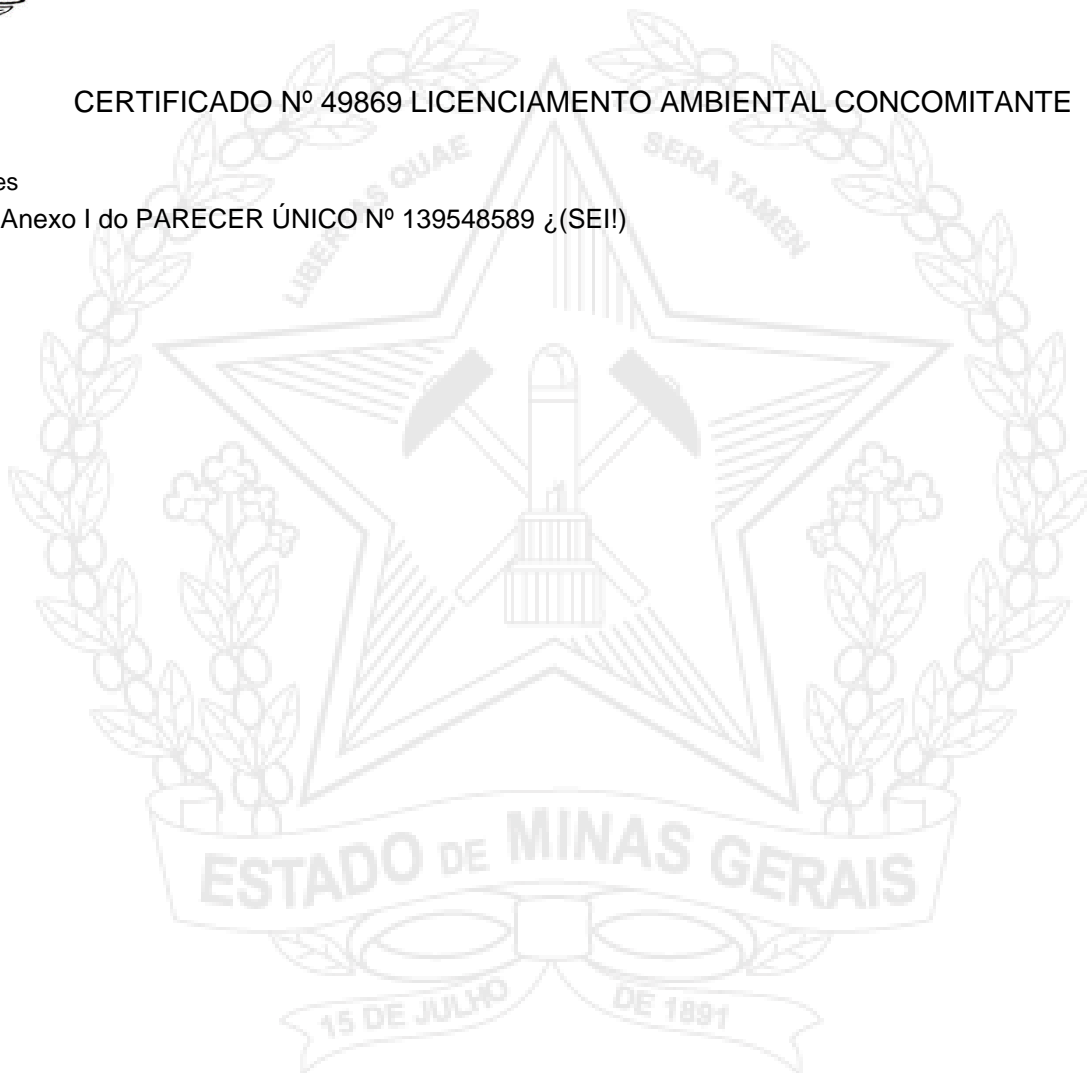 CERTIFICADO Nº 49869 LICENCIAMENTO AMBIENTAL CONCOMITANTE
es
Anexo I do PARECER ÚNICO Nº 139548589 ¿(SEI!)
LIBERTAS QUAE SERA TAMEN
ESTADO DE MINAS GERAIS
15 DE JULHO DE 1891